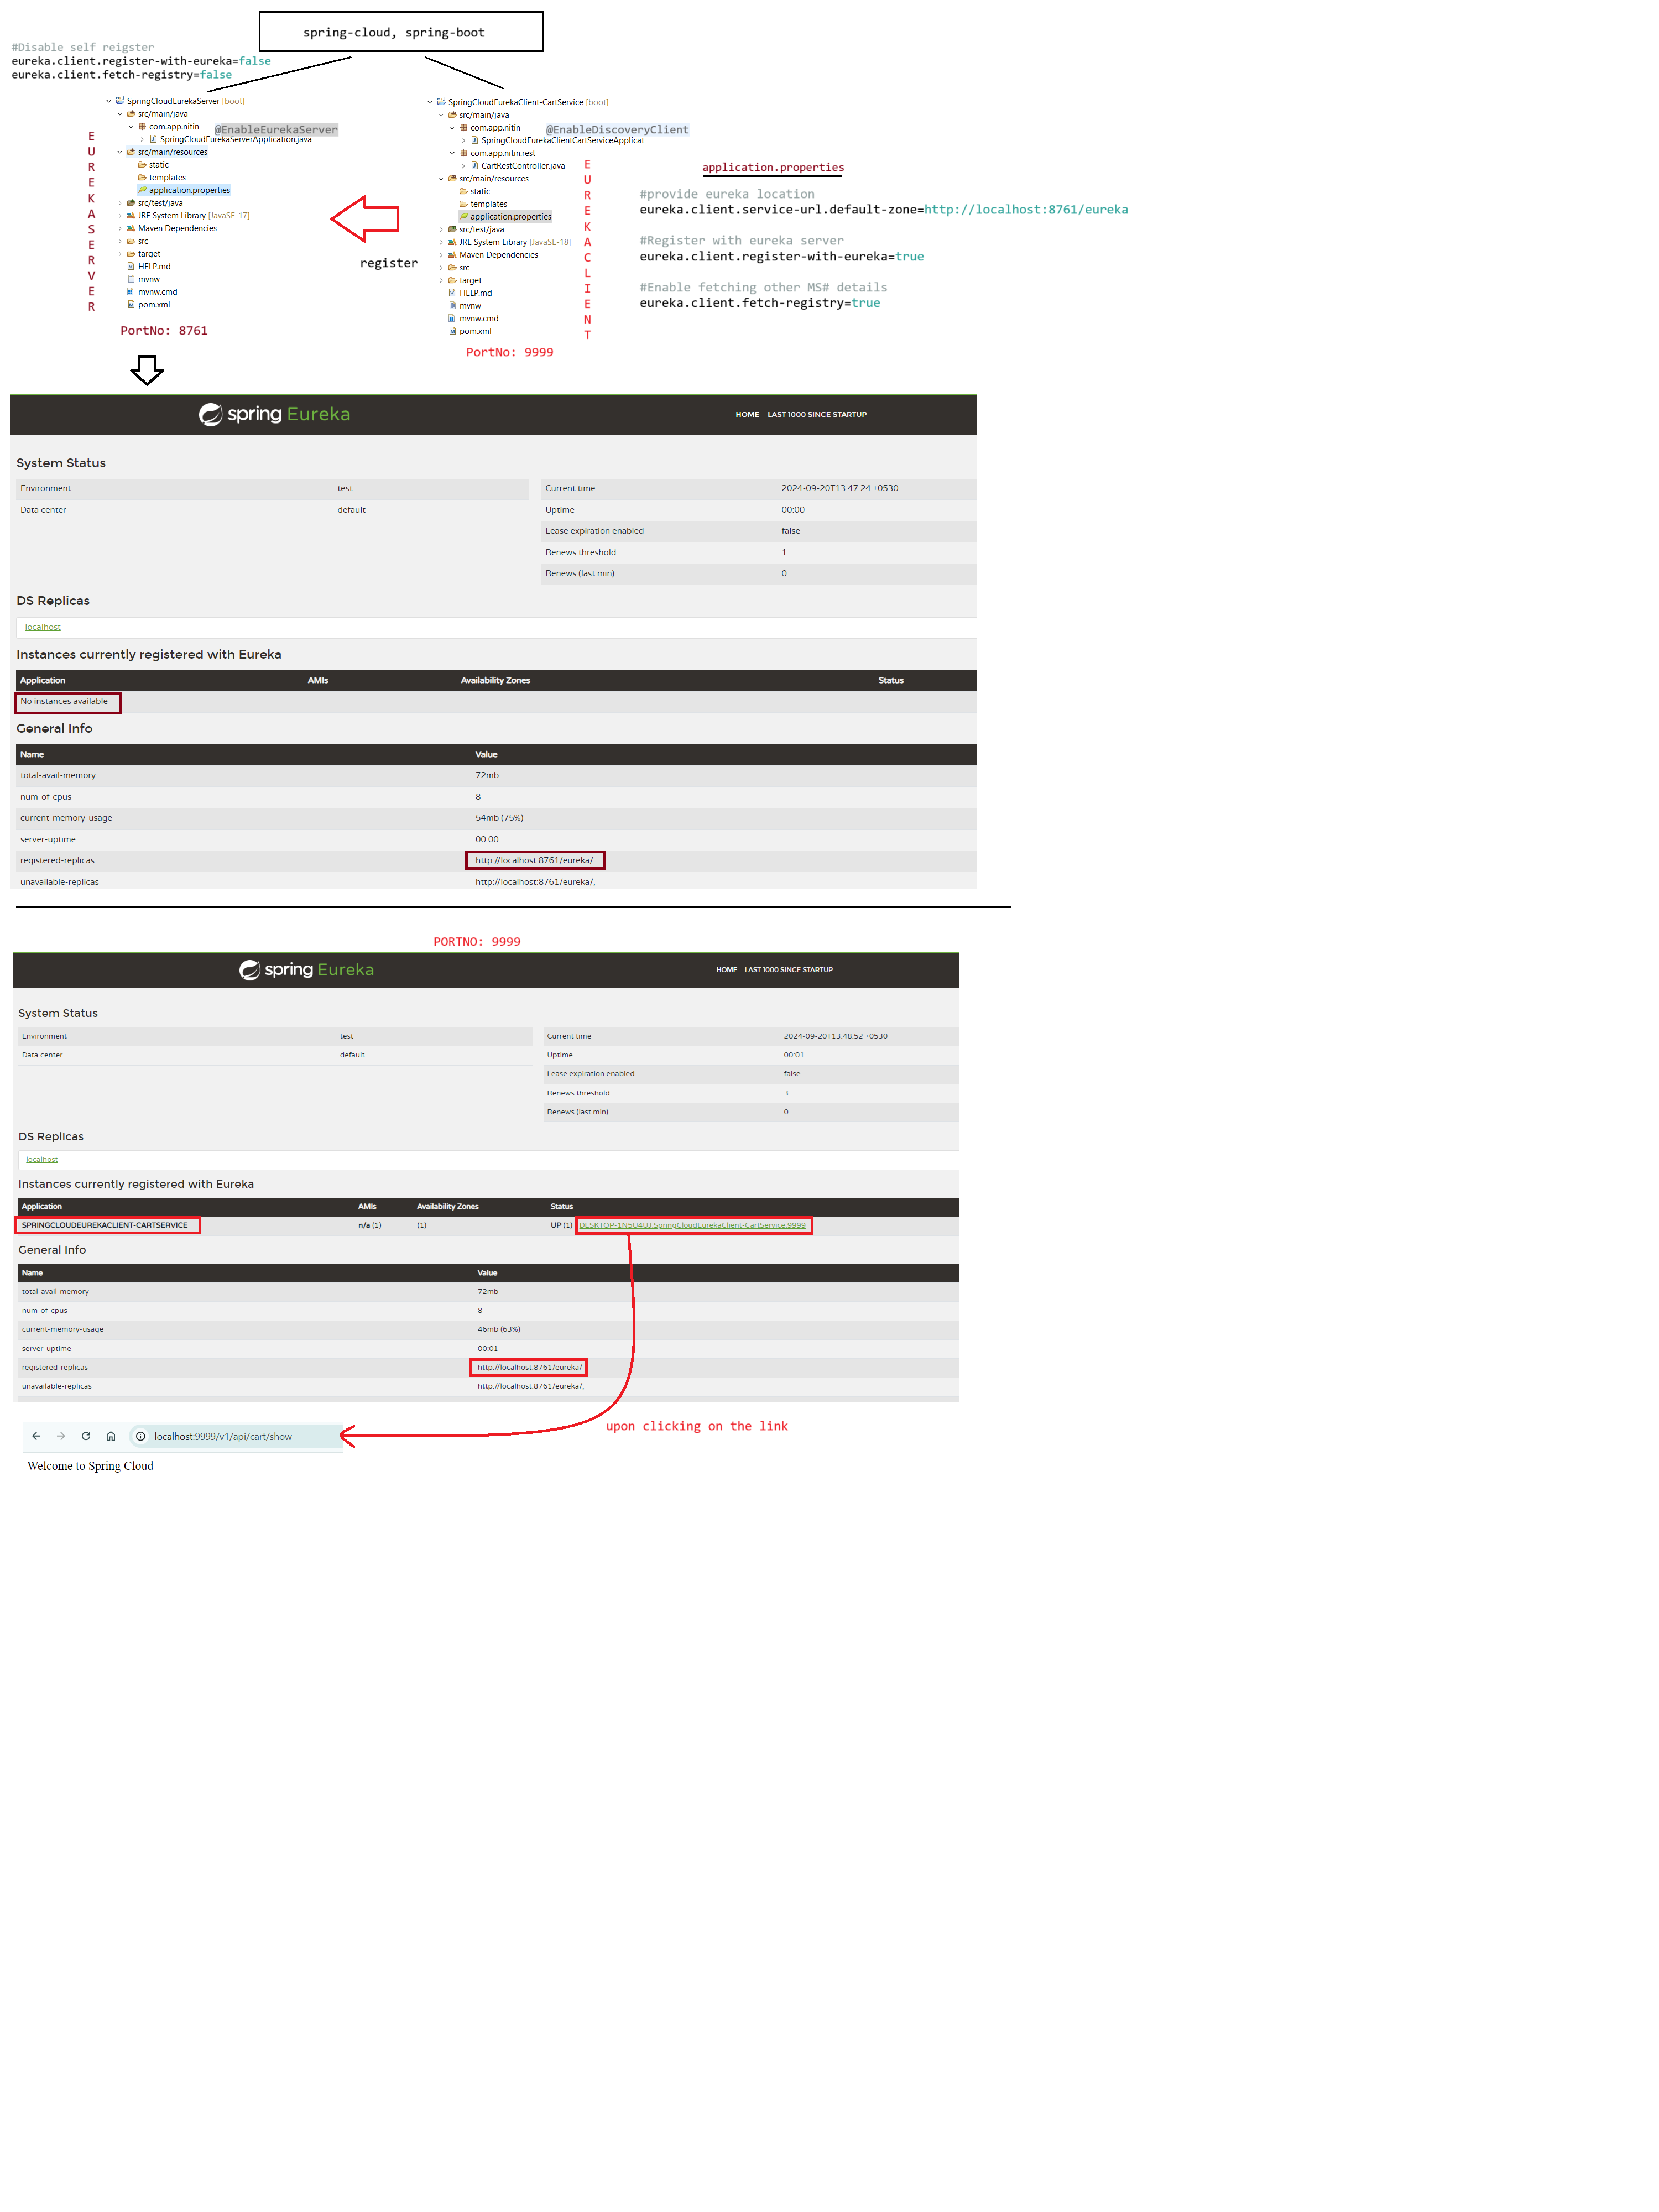 spring-cloud, spring-boot
#Disable self reigster
eureka.client.register-with-eureka=false
eureka.client.fetch-registry=false
SpringCloudEurekaServer [boot]
src/main/java
com.app.nitin
@EnableEurekaServer
SpringCloudEurekaServerApplication.java
src/main/resources
static
templates
application.properties
src/test/java
JRE System Library [JavaSE-17]
Maven Dependencies
src
target
HELP.md
mvnw
mvnw.cmd
pom.xml
EUREKASERVER
PortNo: 8761
register
SpringCloudEurekaClient-CartService [boot]
src/main/java
com.app.nitin
@EnableDiscoveryClient
SpringCloudEurekaClientCartServiceApplicat
com.app.nitin.rest
CartRestController.java
src/main/resources
static
templates
application.properties
src/test/java
JRE System Library [JavaSE-18]
Maven Dependencies
src
target
HELP.md
mvnw
mvnw.cmd
pom.xml
EUREKACLIENT
PortNo: 9999
application.properties
#provide eureka location
eureka.client.service-url.default-zone=http://localhost:8761/eureka
#Register with eureka server
eureka.client.register-with-eureka=true
#Enable fetching other MS# details
eureka.client.fetch-registry=true
spring Eureka
HOME LAST 1000 SINCE STARTUP
System Status
Environment test
Data center default
Current time 2024-09-20T13:47:24 +0530
Uptime 00:00
Lease expiration enabled false
Renews threshold 1
Renews (last min) 0
DS Replicas
localhost
Instances currently registered with Eureka
Application AMIs Availability Zones Status
No instances available
General Info
Name Value
total-avail-memory 72mb
num-of-cpus 8
current-memory-usage 54mb (75%)
server-uptime 00:00
registered-replicas http://localhost:8761/eureka/
unavailable-replicas http://localhost:8761/eureka/,
PORTNO: 9999
spring Eureka
HOME LAST 1000 SINCE STARTUP
System Status
Environment test
Data center default
Current time 2024-09-20T13:48:52 +0530
Uptime 00:01
Lease expiration enabled false
Renews threshold 3
Renews (last min) 0
DS Replicas
localhost
Instances currently registered with Eureka
Application AMIs Availability Zones Status
SPRINGCLOUDEUREKACLIENT-CARTSERVICE n/a (1) (1) UP (1) DESKTOP-1N5U4UJ:SpringCloudEurekaClient-CartService:9999
General Info
Name Value
total-avail-memory 72mb
num-of-cpus 8
current-memory-usage 46mb (63%)
server-uptime 00:01
registered-replicas http://localhost:8761/eureka/
unavailable-replicas http://localhost:8761/eureka/,
upon clicking on the link
localhost:9999/v1/api/cart/show
Welcome to Spring Cloud